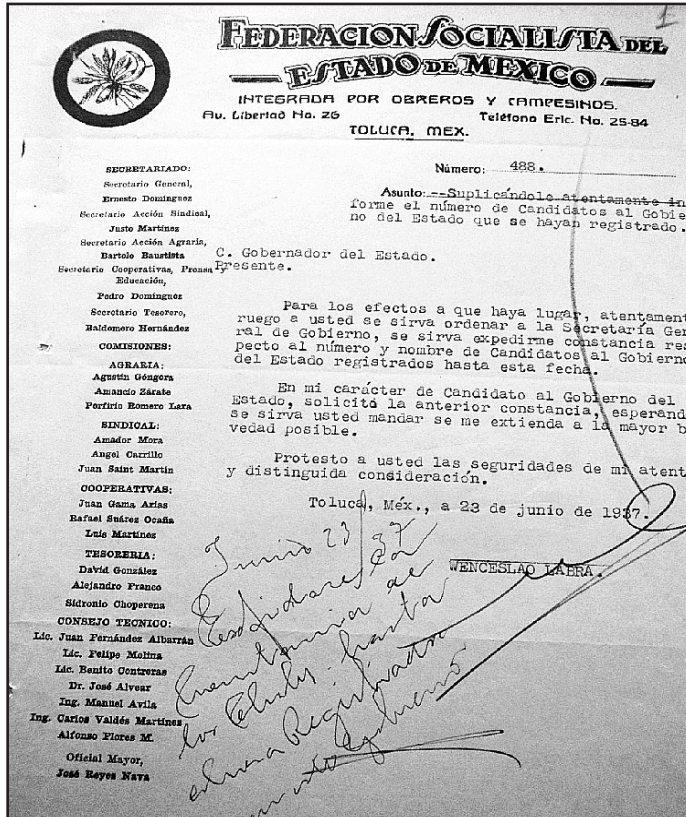 1
FEDERACION SOCIALISTA DEL
ESTADO DE MEXICO
INTEGRADA POR OBREROS Y CAMPESINOS.
Av. Libertad No. 26 Teléfono Eric. No. 25-84
TOLUCA, MEX.
Número: 488.
Asunto: --Suplicándole atentamente in
forme el número de Candidatos al Gobie
no del Estado que se hayan registrado.
C. Gobernador del Estado.
Presente.
Para los efectos a que haya lugar, atentament
ruego a usted se sirva ordenar a la Secretaría Gen
ral de Gobierno, se sirva expedirme constancia res
pecto al número y nombre de Candidatos al Gobierno
del Estado registrados hasta esta fecha.
En mi carácter de Candidato al Gobierno del
Estado, solicito la anterior constancia, esperand
se sirva usted mandar se me extienda a la mayor b
vedad posible.
Protesto a usted las seguridades de mi atent
y distinguida consideración.
Toluca, Méx., a 23 de junio de 1937.
WENCESLAO LABRA.
SECRETARIADO:
Secretario General,
Ernesto Domínguez
Secretario Acción Sindical,
Justo Martínez
Secretario Acción Agraria,
Bartolo Bautista
Secretario Cooperativas, Prensa y
Educación,
Pedro Domínguez
Secretario Tesorero,
Baldomero Hernández
COMISIONES:
AGRARIA:
Agustín Góngora
Amancio Zárate
Porfirio Romero Lara
SINDICAL:
Amador Mora
Angel Carrillo
Juan Saint Martin
COOPERATIVAS:
Juan Gama Arias
Rafael Suárez Ocaña
Luis Martínez
TESORERIA:
David González
Alejandro Franco
Sidronio Choperena
CONSEJO TECNICO:
Lic. Juan Fernández Albarrán
Lic. Felipe Molina
Lic. Benito Contreras
Dr. José Alvear
Ing. Manuel Avila
Ing. Carlos Valdés Martínez
Alfonso Flores M.
Oficial Mayor,
José Reyes Nava
Junio 23/37
hasta
ahora Registrados
Gobierno